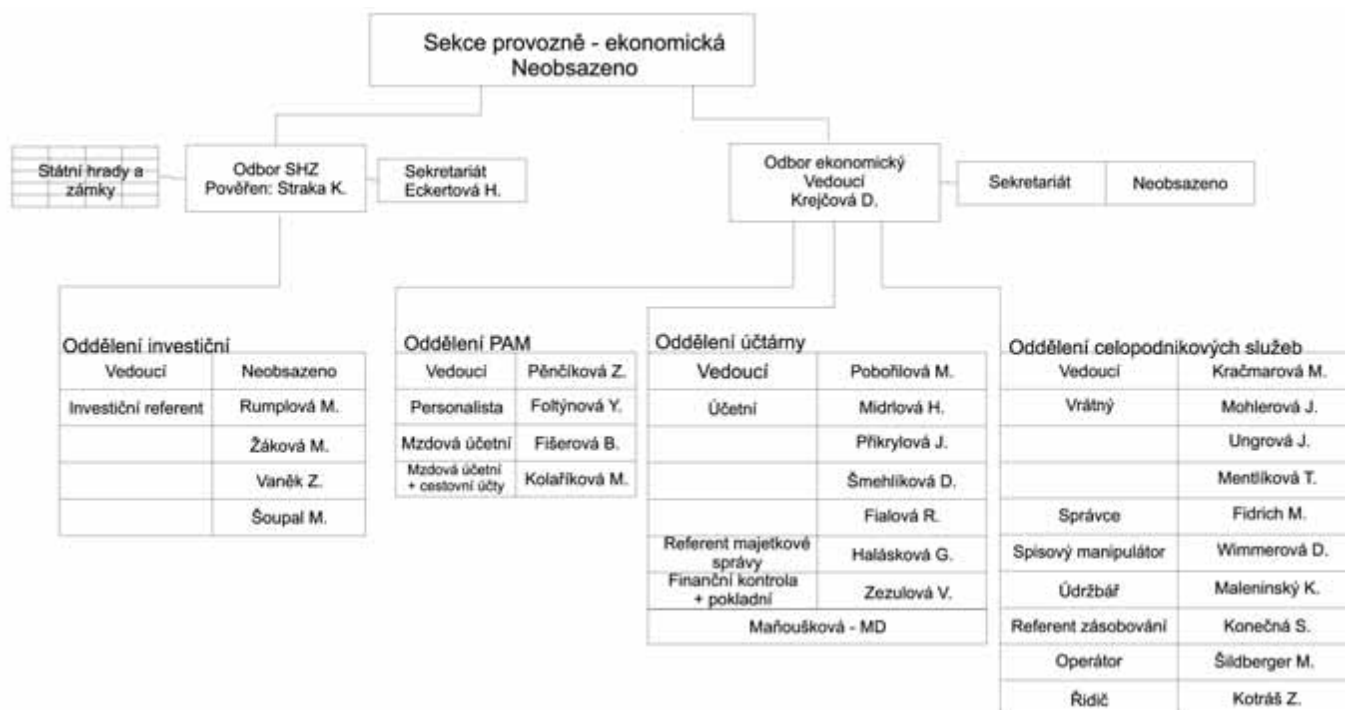 Sekce provozně - ekonomická
Neobsazeno
Státní hrady a
zámky
Odbor SHZ
Pověřen: Straka K.
Sekretariát
Eckertová H.
Odbor ekonomický
Vedoucí
Krejčová D.
Sekretariát Neobsazeno
Oddělení investiční
Vedoucí Neobsazeno
Investiční referent Rumplová M.
Žáková M.
Vaněk Z.
Šoupal M.
Oddělení PAM
Vedoucí Pěnčíková Z.
Personalista Foltýnová Y.
Mzdová účetní Fišerová B.
Mzdová účetní
+ cestovní účty Kolaříková M.
Oddělení účtárny
Vedoucí Pobořilová M.
Účetní Midrlová H.
Přikrylová J.
Šmehlíková D.
Fialová R.
Referent majetkové
správy Halásková G.
Finanční kontrola
+ pokladní Zezulová V.
Maňoušková - MD
Oddělení celopodnikových služeb
Vedoucí Kračmarová M.
Vrátný Mohlerová J.
Ungrová J.
Mentlíková T.
Správce Fidrich M.
Spisový manipulátor Wimmerová D.
Údržbář Maleninský K.
Referent zásobování Konečná S.
Operátor Šildberger M.
Řidič Kotráš Z.